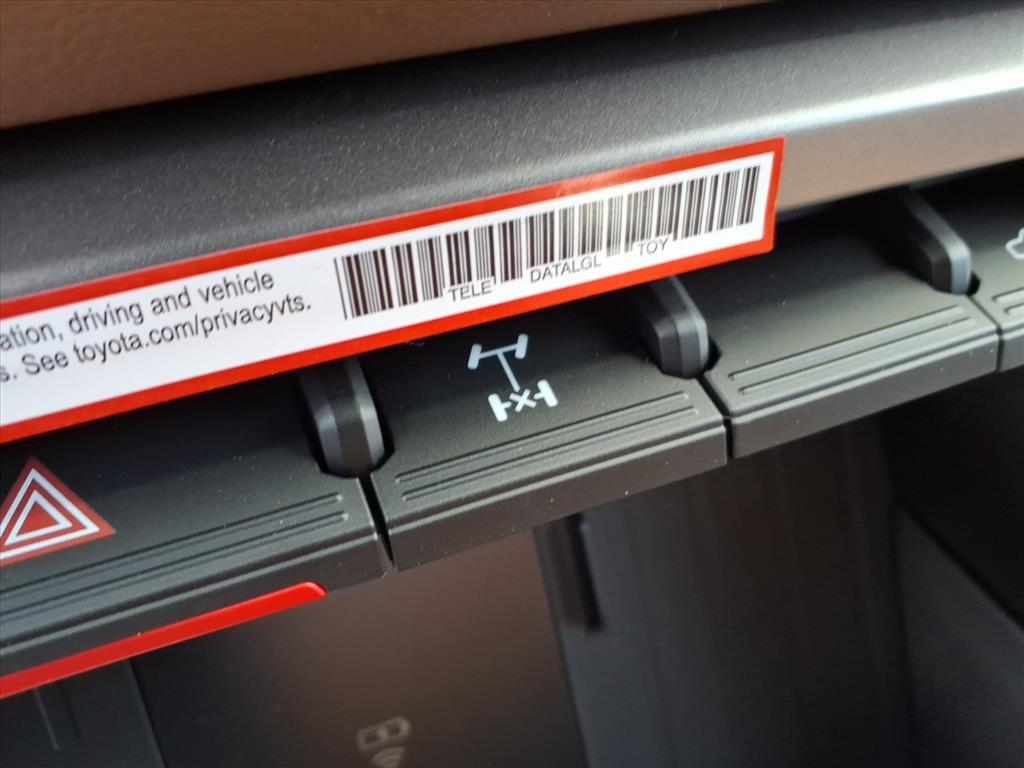 ation, driving and vehicle
s. See toyota.com/privacyvts.
TELE DATALGL TOY